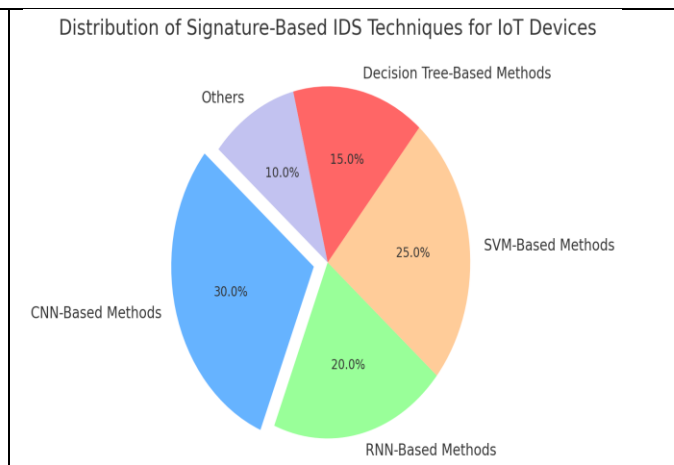 Distribution of Signature-Based IDS Techniques for IoT Devices
Decision Tree-Based Methods
Others
15.0%
10.0%
SVM-Based Methods
25.0%
30.0%
CNN-Based Methods
20.0%
RNN-Based Methods